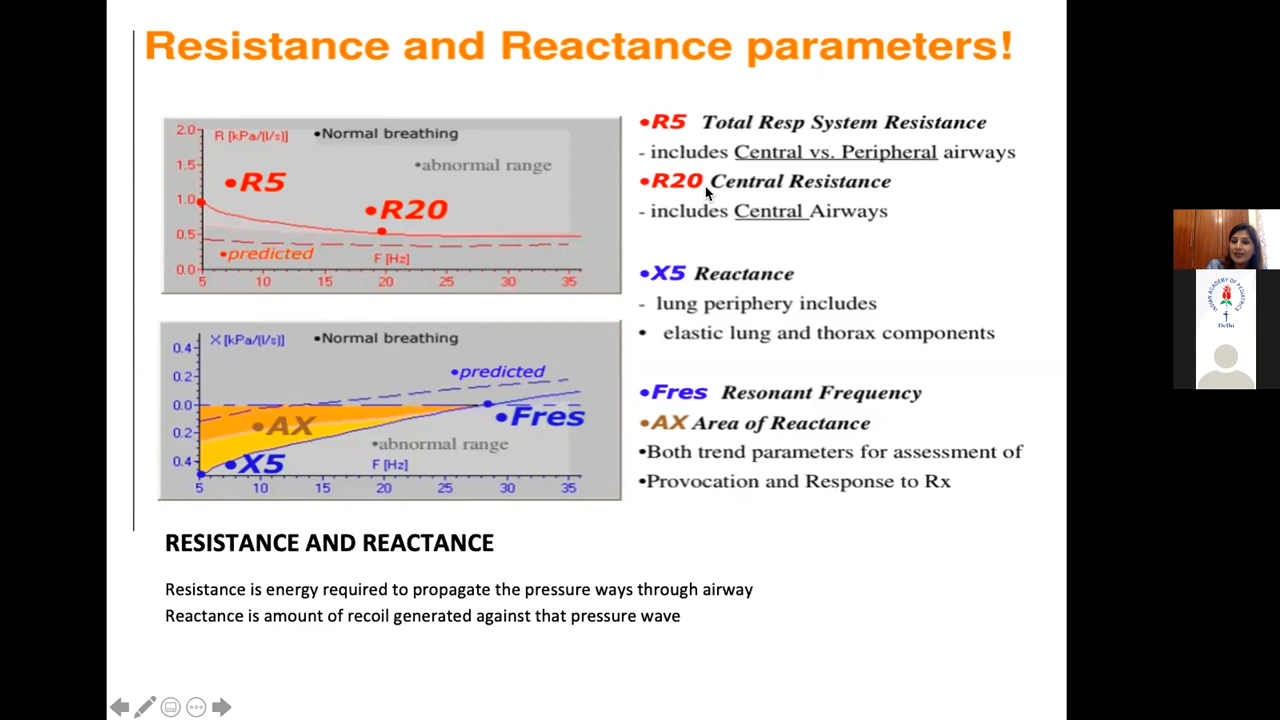 Resistance and Reactance parameters!
2.0
R [kPa/(l/s)]
•Normal breathing
1.5
•abnormal range
•R5
1.0
•R20
0.5
•predicted
F [Hz]
0.0
5 10 15 20 25 30 35
•R5 Total Resp System Resistance
- includes Central vs. Peripheral airways
•R20 Central Resistance
- includes Central Airways
0.4
X [kPa/(l/s)]
•Normal breathing
0.2
•predicted
0.0
•AX
•Fres
0.2
•abnormal range
0.4
•X5
F [Hz]
5 10 15 20 25 30 35
•X5 Reactance
- lung periphery includes
• elastic lung and thorax components
•Fres Resonant Frequency
•AX Area of Reactance
•Both trend parameters for assessment of
•Provocation and Response to Rx
RESISTANCE AND REACTANCE
Resistance is energy required to propagate the pressure ways through airway
Reactance is amount of recoil generated against that pressure wave
INDIAN ACADEMY OF PEDIATRICS
Delhi